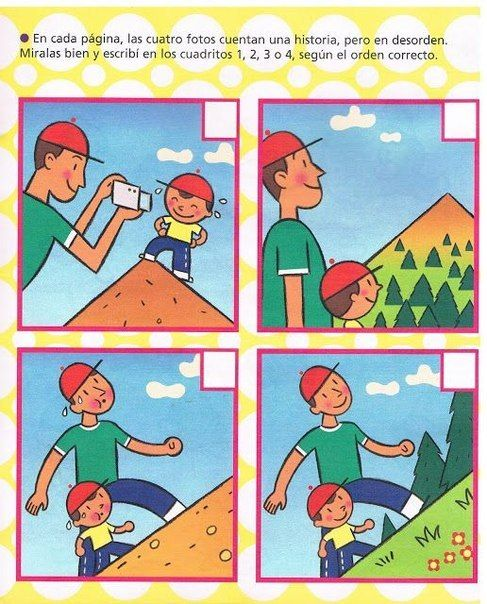 ● En cada página, las cuatro fotos cuentan una historia, pero en desorden.
Miralas bien y escribí en los cuadritos 1, 2, 3 o 4, según el orden correcto.